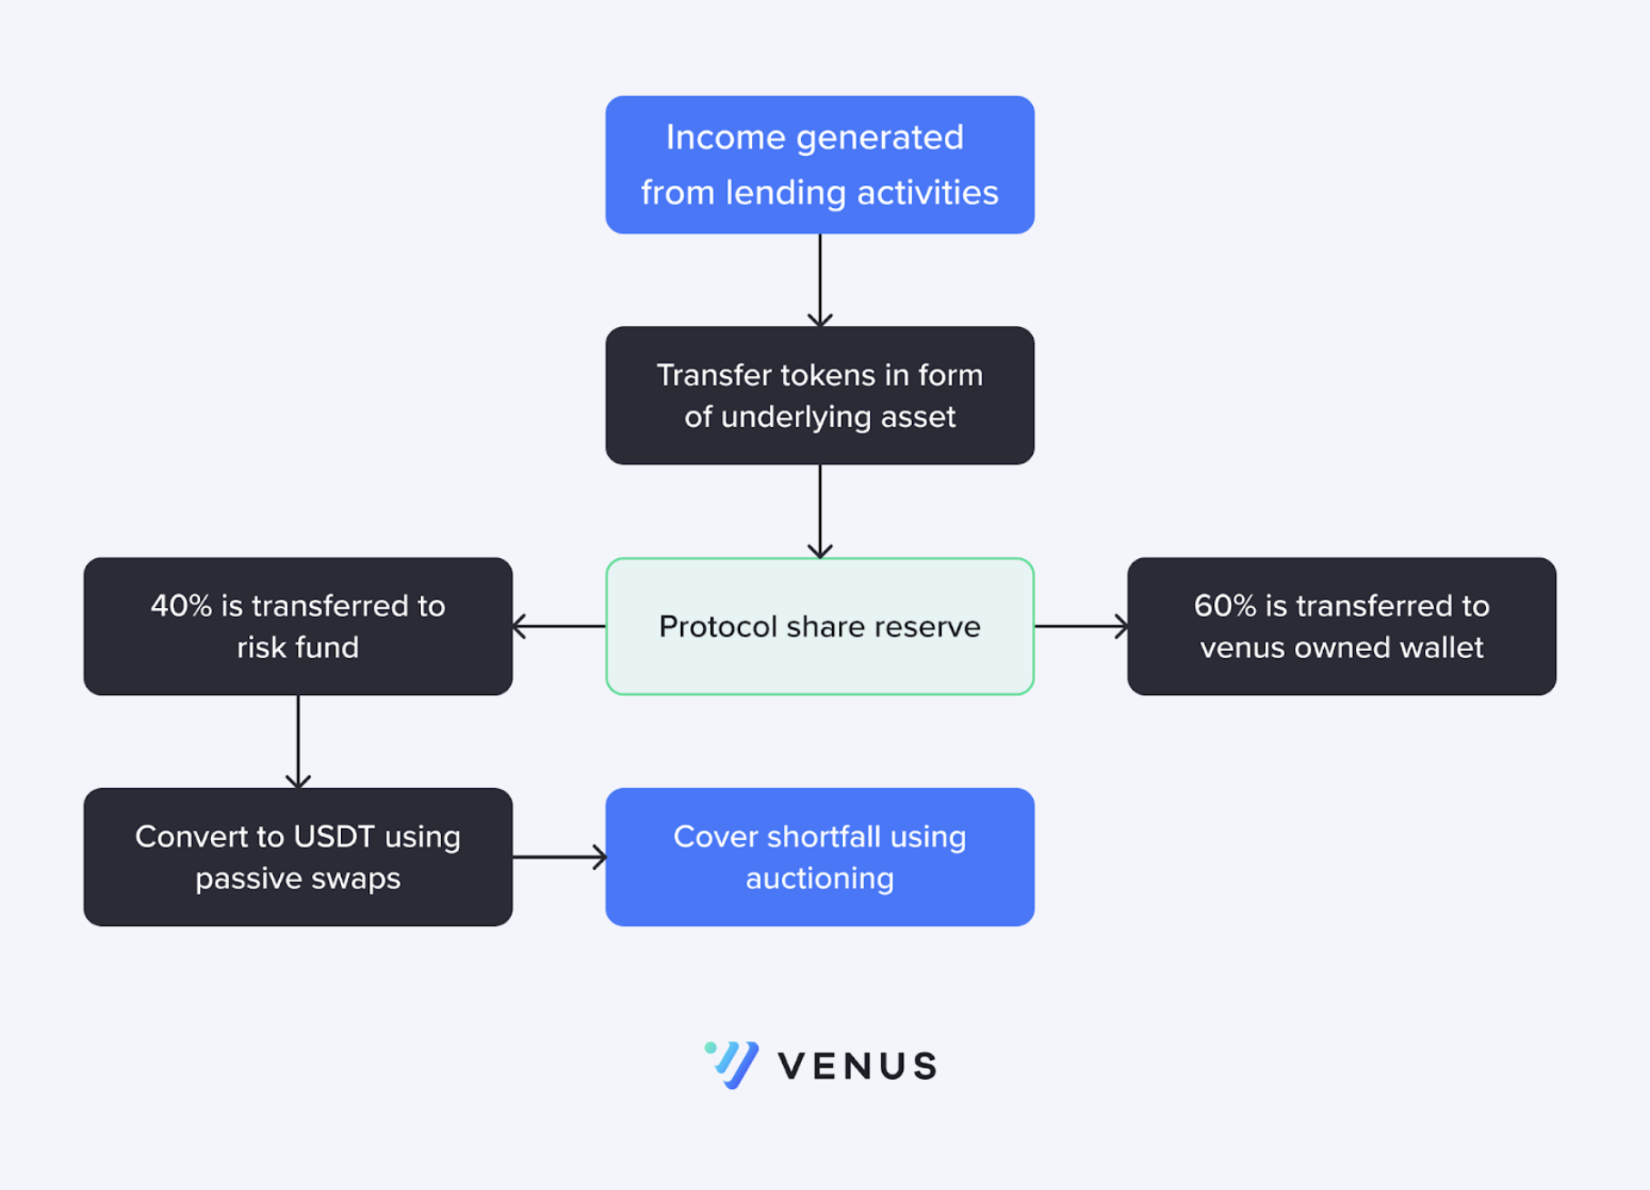 Income generated
from lending activities
Transfer tokens in form
of underlying asset
40% is transferred to
risk fund
Protocol share reserve
60% is transferred to
venus owned wallet
Convert to USDT using
passive swaps
Cover shortfall using
auctioning
VENUS